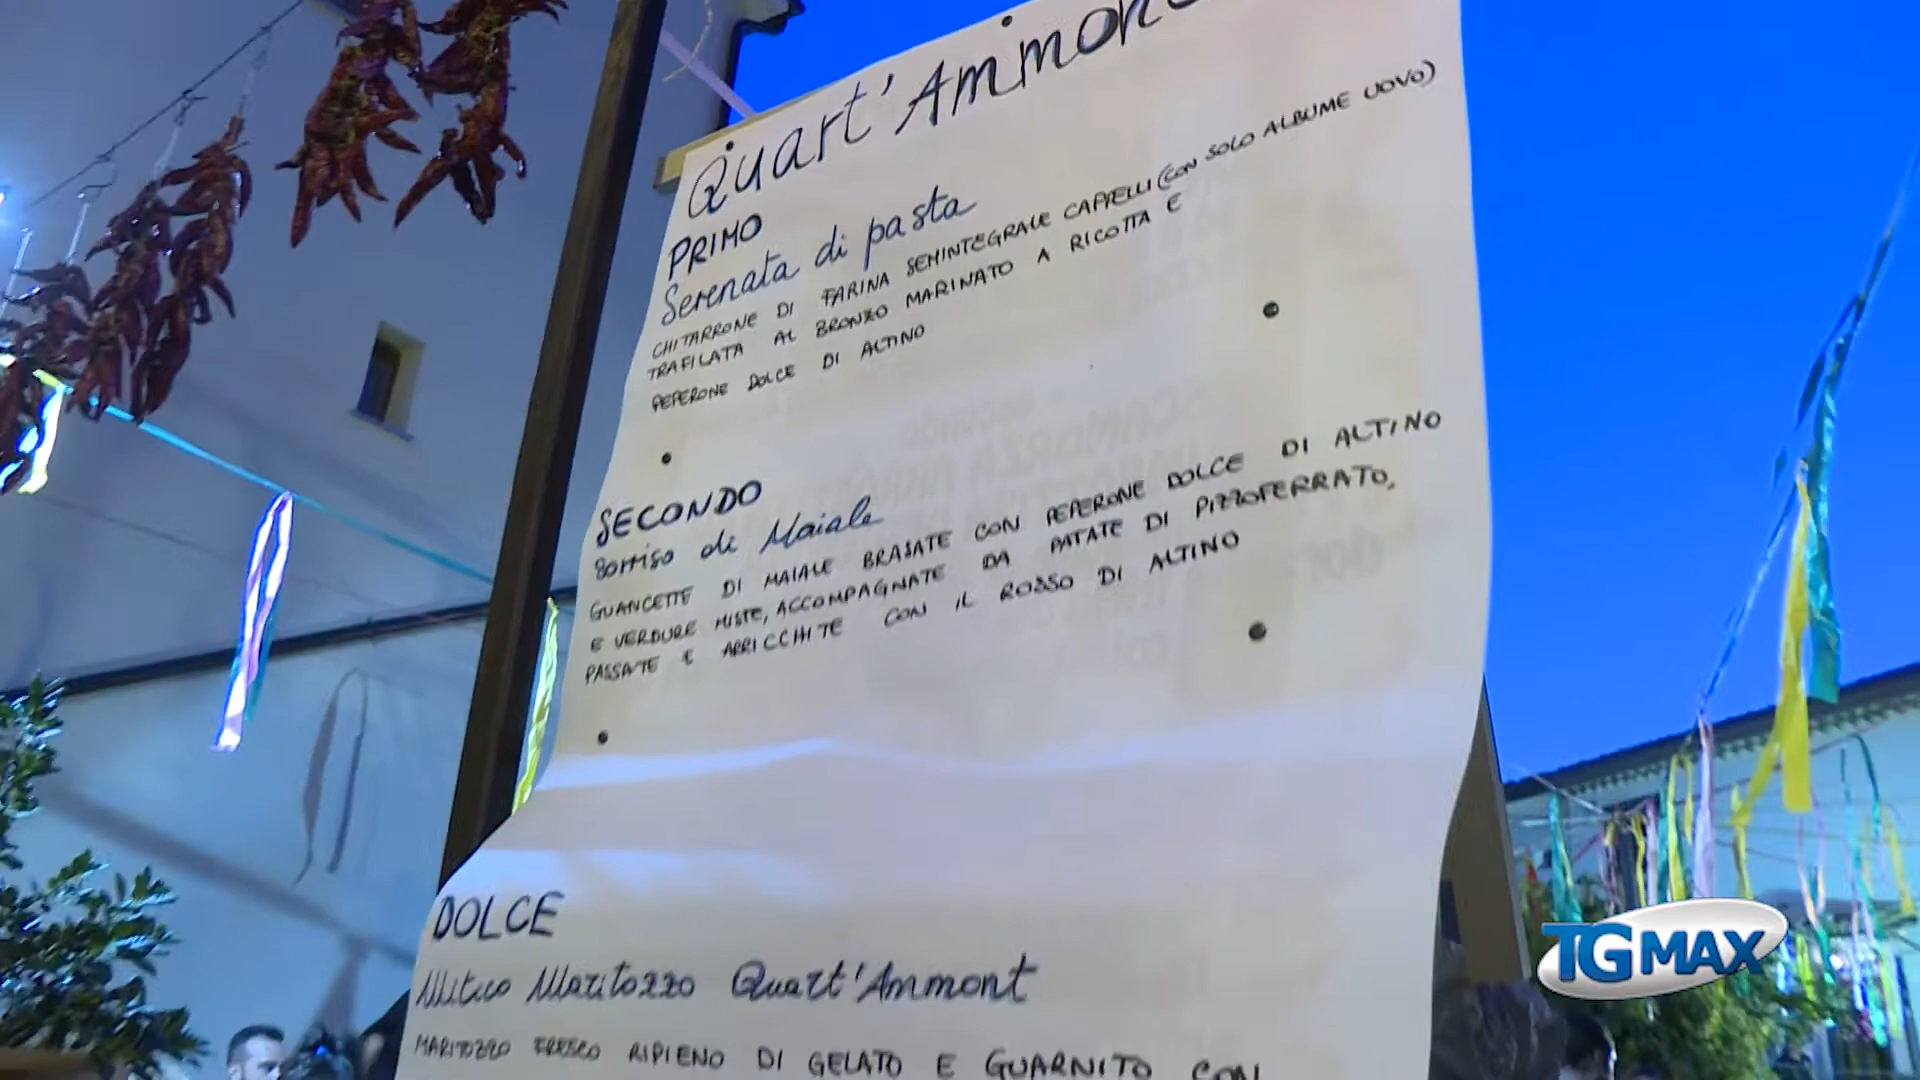 Quart'Ammont
PRIMO
Serenata di pasta
CHITARRONE DI FARINA SEMINTEGRALE CAPPELLI (CON SOLO ALBUME UOVO)
TRAFILATA AL BRONZO MARINATO A RICOTTA E
PEPERONE DOLCE DI ALTINO
SECONDO
Sorriso di Maiale
GUANCETTE DI MAIALE BRASATE CON PEPERONE DOLCE DI ALTINO
E VERDURE MISTE, ACCOMPAGNATE DA PATATE DI PIZZOFERRATO,
PASSATE E ARRICCHITE CON IL ROSSO DI ALTINO
DOLCE
Mitico Maritozzo Quart'Ammont
MARITOZZO FRESCO RIPIENO DI GELATO E GUARNITO CON
TGMAX